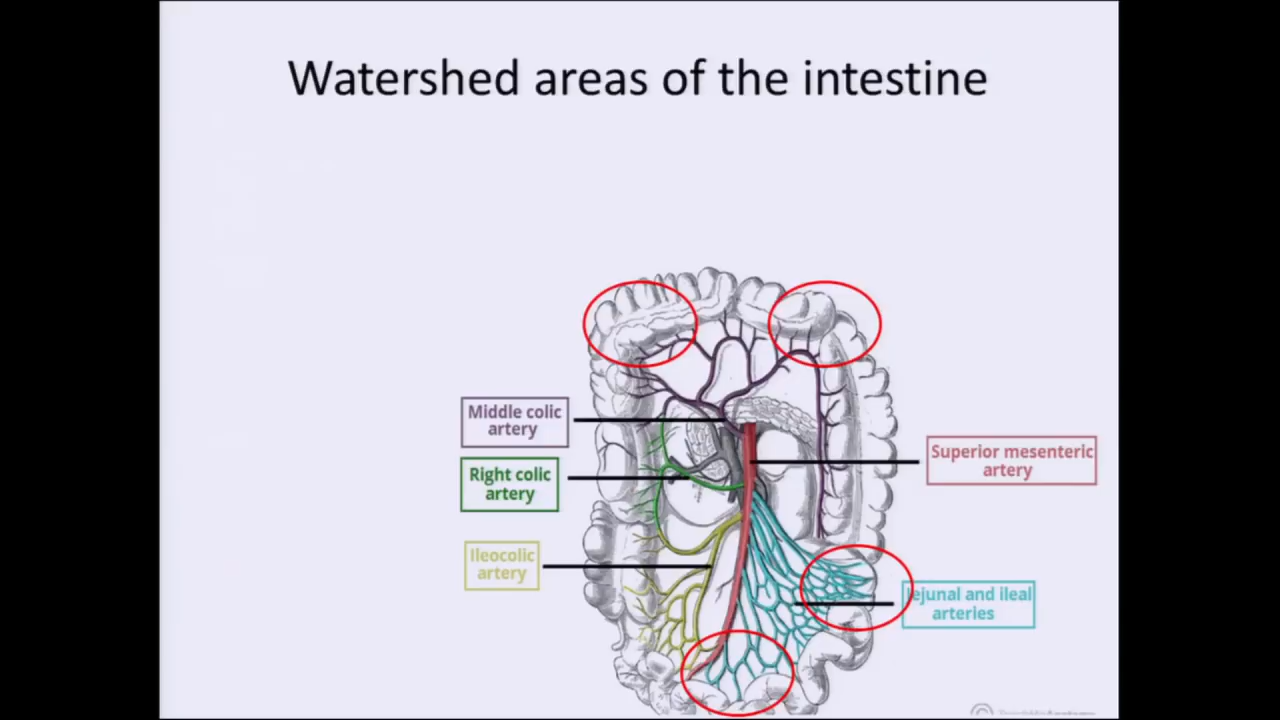 Watershed areas of the intestine
Middle colic
artery
Right colic
artery
Ileocolic
artery
Superior mesenteric
artery
Jejunal and ileal
arteries